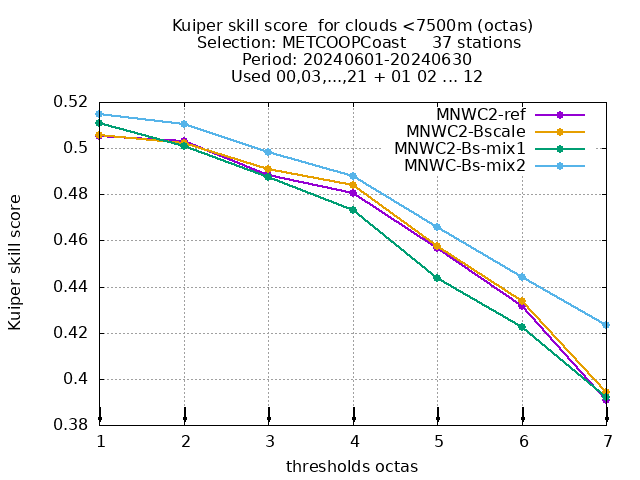 Kuiper skill score  for clouds <7500m (octas)
Selection: METCOOPCoast     37 stations
Period: 20240601-20240630
Used 00,03,...,21 + 01 02 ... 12
MNWC2-ref
MNWC2-Bscale
MNWC2-Bs-mix1
MNWC-Bs-mix2
Kuiper skill score
0.52
0.5
0.48
0.46
0.44
0.42
0.4
0.38
1 2 3 4 5 6 7
thresholds octas